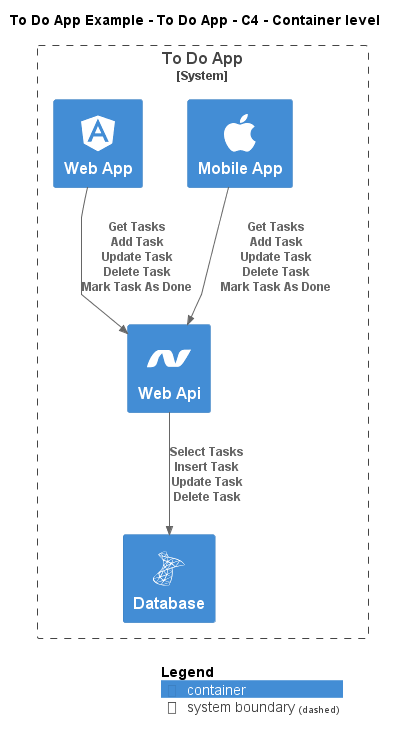 To Do App Example - To Do App - C4 - Container level
To Do App
[System]
Web App
Mobile App
Get Tasks
Add Task
Update Task
Delete Task
Mark Task As Done
Get Tasks
Add Task
Update Task
Delete Task
Mark Task As Done
Web Api
Select Tasks
Insert Task
Update Task
Delete Task
Database
Legend
container
system boundary (dashed)